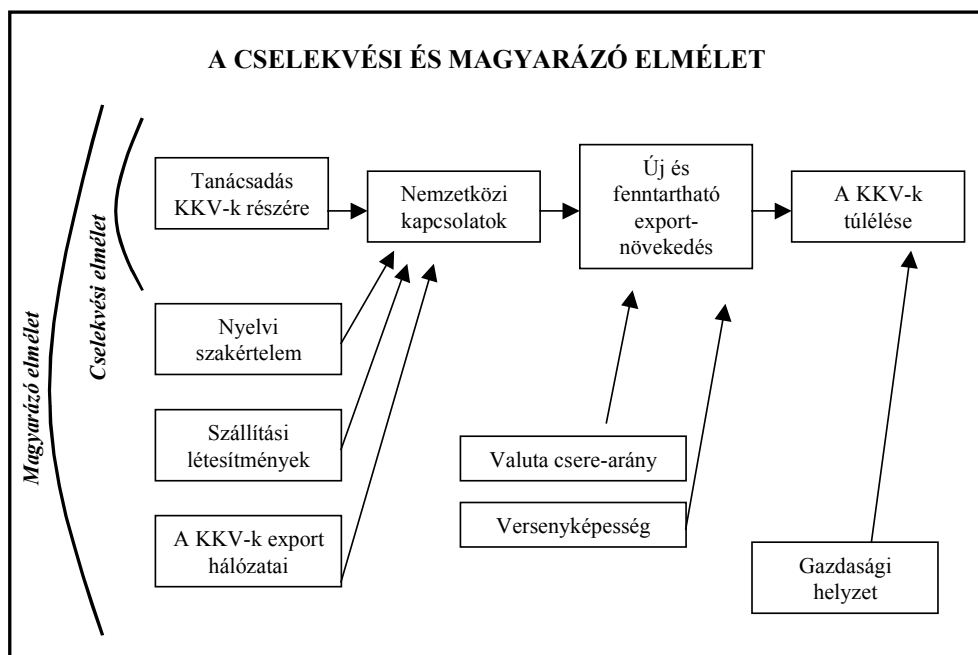 A CSELEKVÉSI ÉS MAGYARÁZÓ ELMÉLET
Magyarázó elmélet
Cselekvési elmélet
Tanácsadás
KKV-k részére
Nemzetközi
kapcsolatok
Új és
fenntartható
export-
növekedés
A KKV-k
túlélése
Nyelvi
szakértelem
Szállítási
létesítmények
A KKV-k export
hálózatai
Valuta csere-arány
Versenyképesség
Gazdasági
helyzet